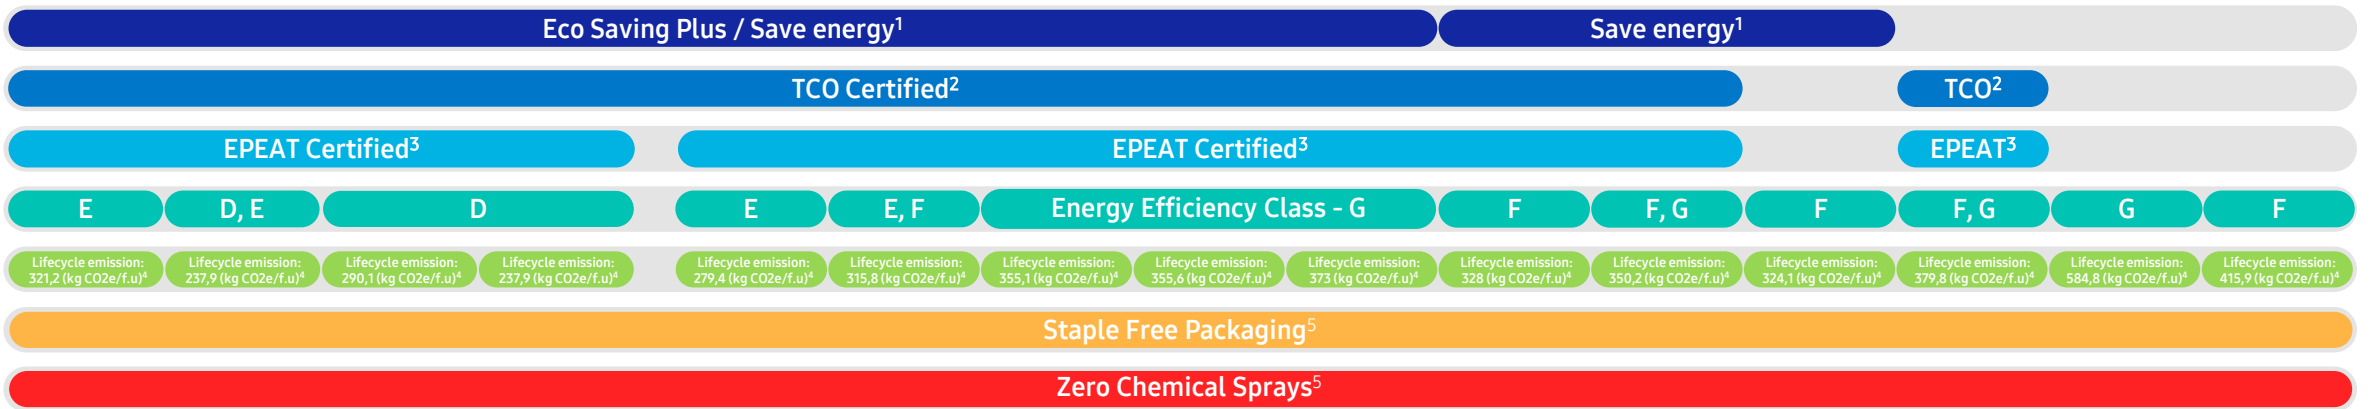 Eco Saving Plus / Save energy¹ Save energy¹
TCO Certified² TCO²
EPEAT Certified³ EPEAT Certified³ EPEAT³
E D, E D E E, F Energy Efficiency Class - G F F, G F F, G G F
Lifecycle emission: Lifecycle emission: Lifecycle emission: Lifecycle emission: Lifecycle emission: Lifecycle emission: Lifecycle emission: Lifecycle emission: Lifecycle emission: Lifecycle emission: Lifecycle emission: Lifecycle emission: Lifecycle emission: Lifecycle emission: Lifecycle emission:
321,2 (kg CO2e/f.u)⁴ 237,9 (kg CO2e/f.u)⁴ 290,1 (kg CO2e/f.u)⁴ 237,9 (kg CO2e/f.u)⁴ 279,4 (kg CO2e/f.u)⁴ 315,8 (kg CO2e/f.u)⁴ 355,1 (kg CO2e/f.u)⁴ 355,6 (kg CO2e/f.u)⁴ 373 (kg CO2e/f.u)⁴ 328 (kg CO2e/f.u)⁴ 350,2 (kg CO2e/f.u)⁴ 324,1 (kg CO2e/f.u)⁴ 379,8 (kg CO2e/f.u)⁴ 584,8 (kg CO2e/f.u)⁴ 415,9 (kg CO2e/f.u)⁴
Staple Free Packaging⁵
Zero Chemical Sprays⁵